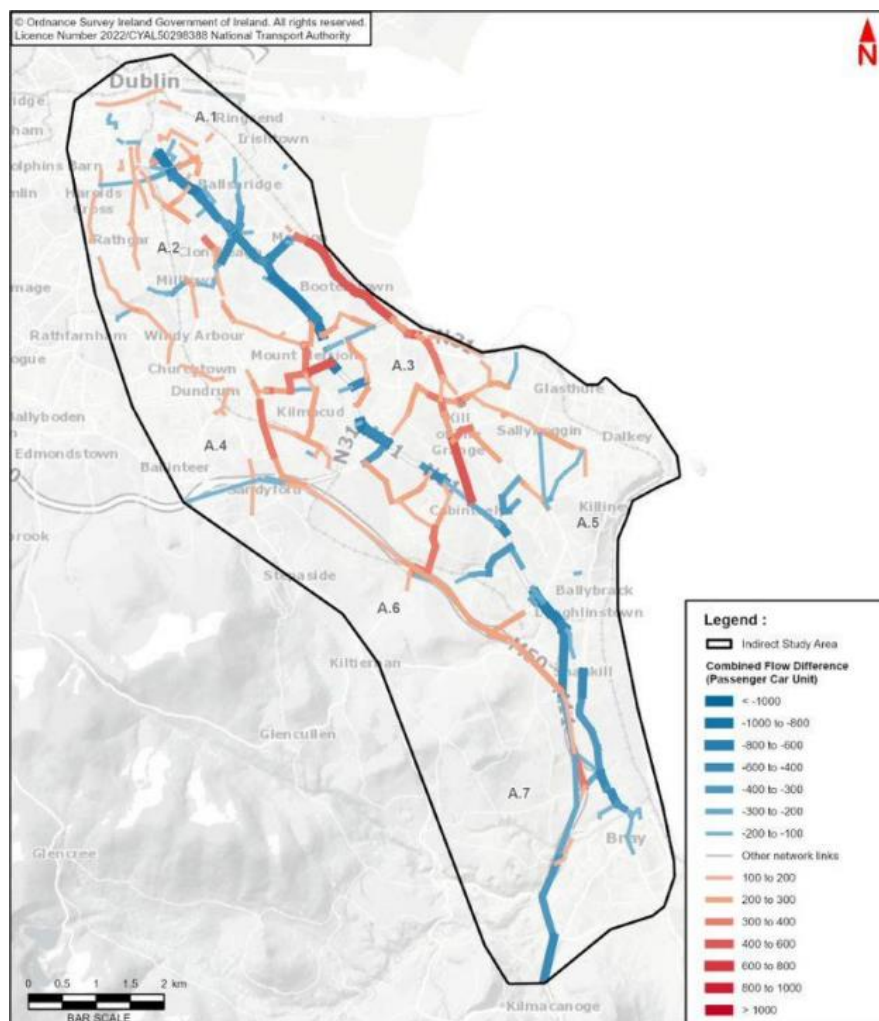 © Ordnance Survey Ireland Government of Ireland. All rights reserved.
Licence Number 2022/CYAL50298388 National Transport Authority
N
Dublin
A.1
Ringsend
Irishtown
Ballsbridge
Rathgar
A.2
Booterstown
Windy Arbour
Rathfarnham
Mount Merrion
A.3
N31
Churchtown
Dundrum
Glasthule
Kilmacud
Kill
Sallynoggin
Dalkey
Ballyboden
A.4
N31
Grange
Edmondstown
Ballinteer
Sandyford
Cabinteely
A.5
Stepaside
Ballybrack
A.6
Loughlinstown
Kiltiernan
M50
Glencullen
A.7
Bray
Glencree
Kilmacanoge
Legend :
Indirect Study Area
Combined Flow Difference
(Passenger Car Unit)
< -1000
-1000 to -800
-800 to -600
-600 to -400
-400 to -300
-300 to -200
-200 to -100
Other network links
100 to 200
200 to 300
300 to 400
400 to 600
600 to 800
800 to 1000
> 1000
0 0.5 1 1.5 2 km
BAR SCALE